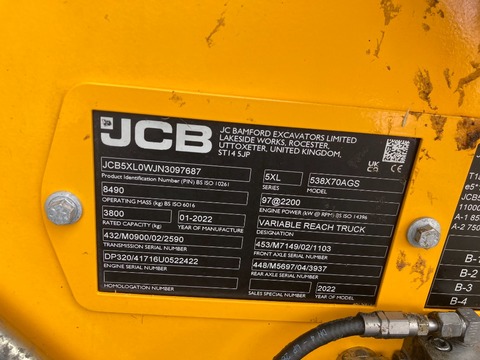 JCB
JC BAMFORD EXCAVATORS LIMITED
LAKESIDE WORKS, ROCESTER,
UTTOXETER, UNITED KINGDOM,
ST14 5JP
UK
CA
CE
JCB5XL0WJN3097687
5XL
538X70AGS
PRODUCT IDENTIFICATION NUMBER (PIN) BS ISO 10261
SERIES
MODEL
8490
97@2200
OPERATING MASS (kg) BS ISO 6016
ENGINE POWER (kW @ RPM) BS ISO 14396
3800
01-2022
VARIABLE REACH TRUCK
RATED CAPACITY (kg)
YEAR OF MANUFACTURE
DESIGNATION
432/M0900/02/2590
453/M7149/02/1103
TRANSMISSION SERIAL NUMBER
FRONT AXLE SERIAL NUMBER
DP320/41716U0522422
448/M5697/04/3937
ENGINE SERIAL NUMBER
REAR AXLE SERIAL NUMBER
2022
HOMOLOGATION NUMBER
SALES SPECIAL NUMBER
YEAR MODEL
B-1
B-2
B-3
B-4